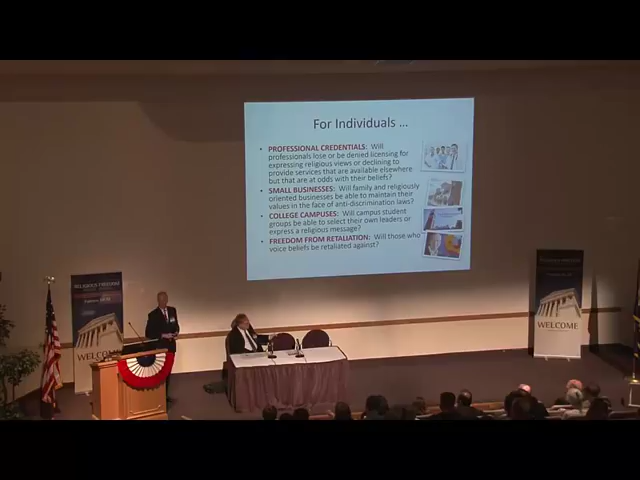 For Individuals ...
• PROFESSIONAL CREDENTIALS: Will
professionals lose or be denied licensing for
expressing religious views or declining to
provide services that are available elsewhere
but that are at odds with their beliefs?
• SMALL BUSINESSES: Will family and religiously
oriented businesses be able to maintain their
values in the face of anti-discrimination laws?
• COLLEGE CAMPUSES: Will campus student
groups be able to select their own leaders or
express a religious message?
• FREEDOM FROM RETALIATION: Will those who
voice beliefs be retaliated against?
RELIGIOUS FREEDOM
WELCOME
WELCOME